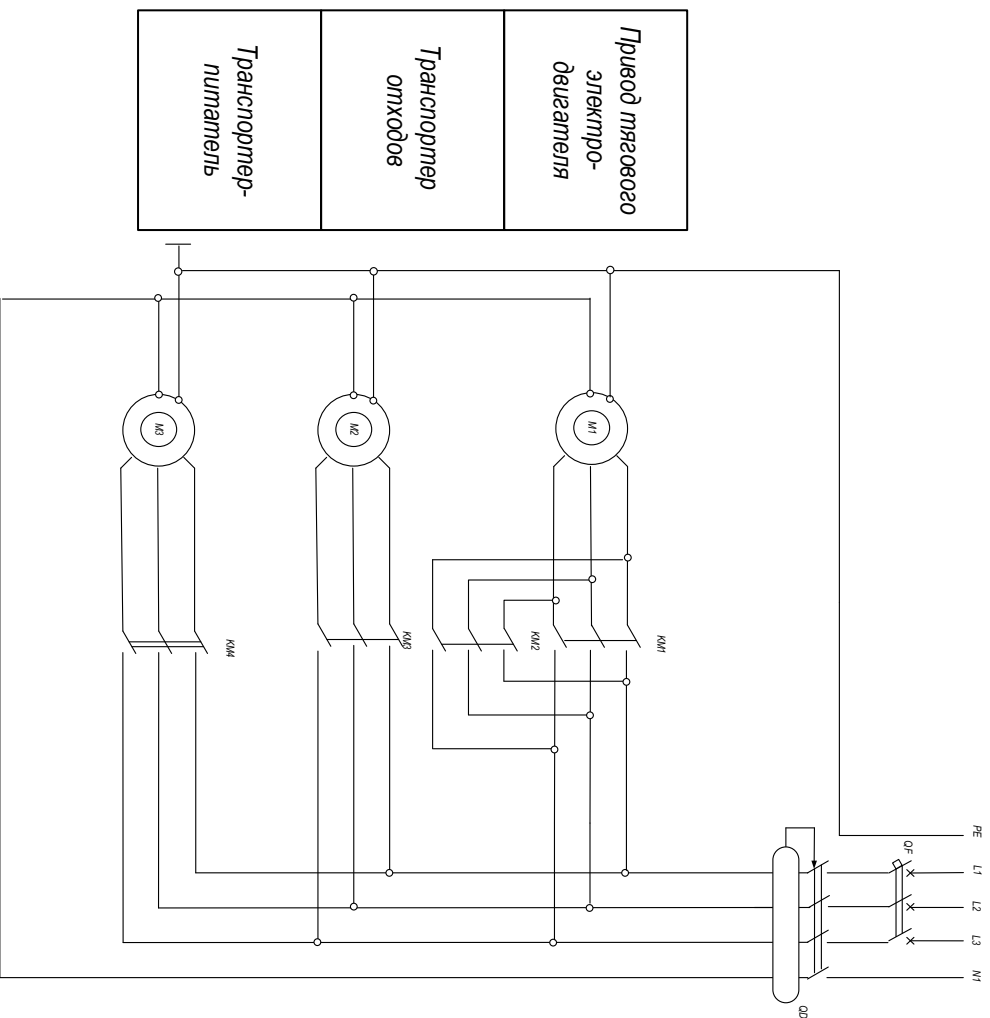 PE
L1
L2
L3
N1
QF
QD
KM1
KM2
KM3
KM4
M1
M2
M3
Привод тягового
электро-
двигателя
Транспортер
отходов
Транспортер-
питатель